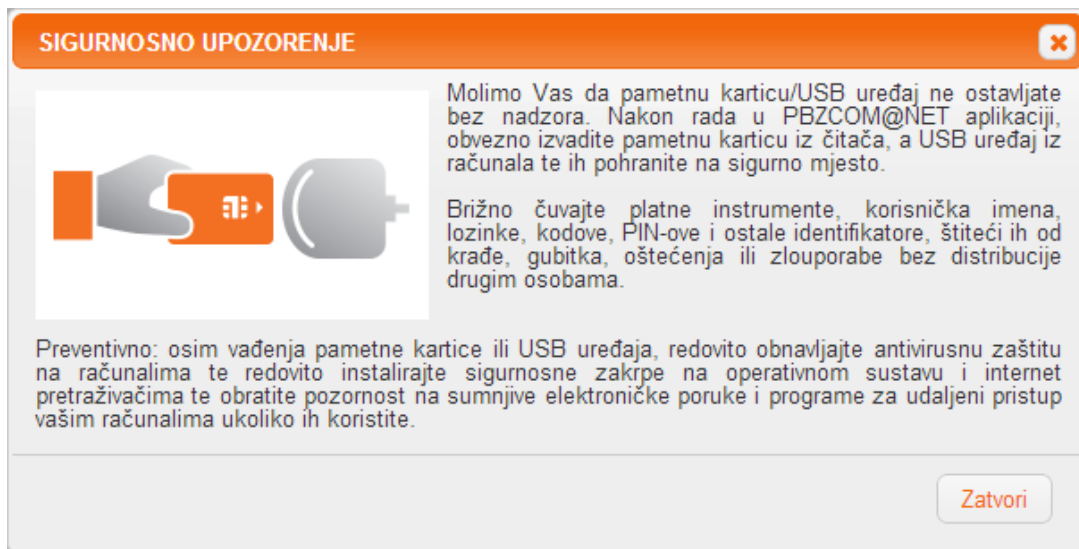 SIGURNOSNO UPOZORENJE
Molimo Vas da pametnu karticu/USB uređaj ne ostavljate
bez nadzora. Nakon rada u PBZCOM@NET aplikaciji,
obvezno izvadite pametnu karticu iz čitača, a USB uređaj iz
računala te ih pohranite na sigurno mjesto.
Brižno čuvajte platne instrumente, korisnička imena,
lozinke, kodove, PIN-ove i ostale identifikatore, štiteći ih od
krađe, gubitka, oštećenja ili zlouporabe bez distribucije
drugim osobama.
Preventivno: osim vađenja pametne kartice ili USB uređaja, redovito obnavljajte antivirusnu zaštitu
na računalima te redovito instalirajte sigurnosne zakrpe na operativnom sustavu i internet
pretraživačima te obratite pozornost na sumnjive elektroničke poruke i programe za udaljeni pristup
vašim računalima ukoliko ih koristite.
Zatvori